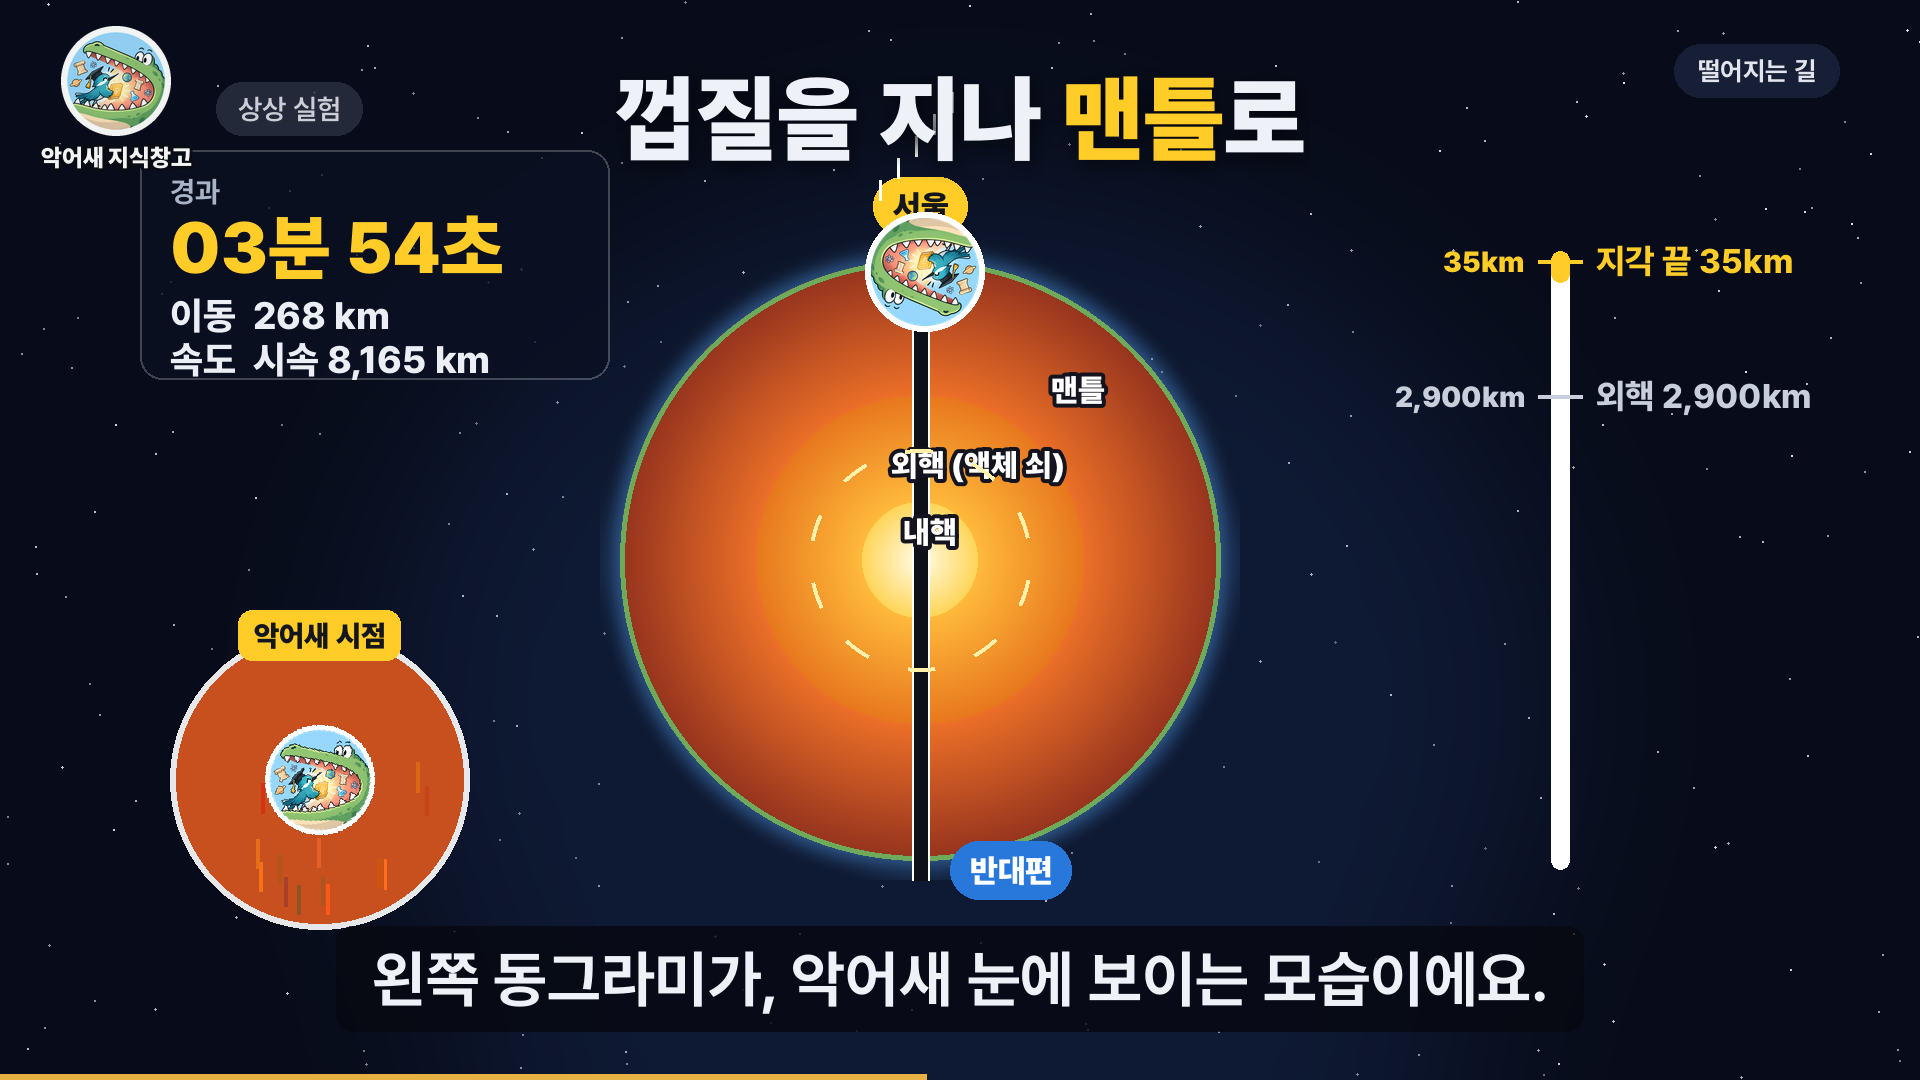 악어새 지식창고
상상 실험
껍질을 지나 맨틀로
떨어지는 길
경과
03분 54초
이동 268 km
속도 시속 8,165 km
서울
35km
지각 끝 35km
2,900km
외핵 2,900km
맨틀
외핵 (액체 쇠)
내핵
악어새 시점
반대편
왼쪽 동그라미가, 악어새 눈에 보이는 모습이에요.